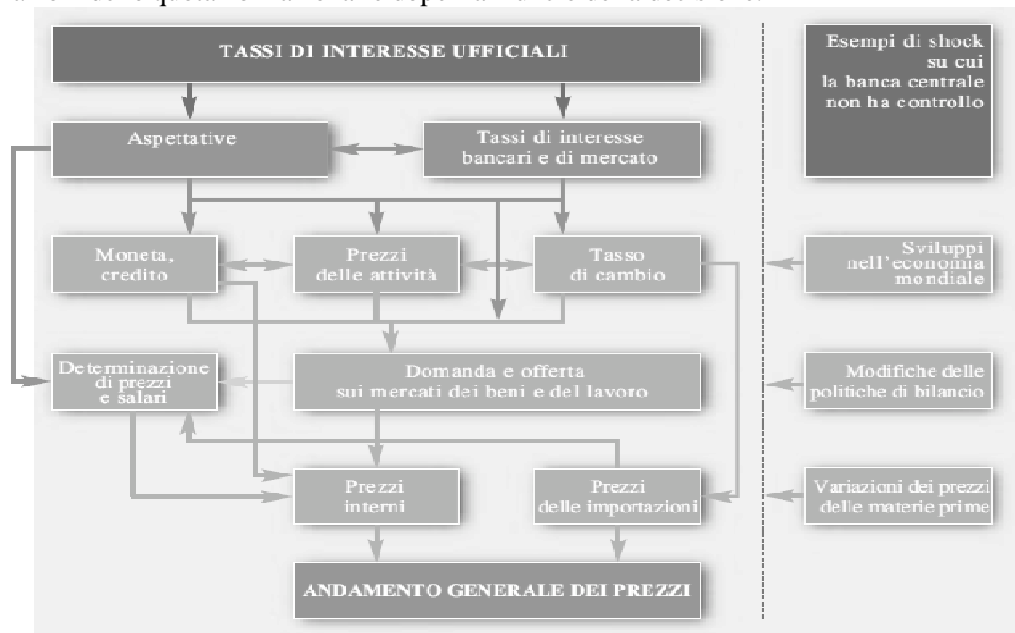 TASSI DI INTERESSE UFFICIALI
Esempi di shock
su cui
la banca centrale
non ha controllo
Aspettative
Tassi di interesse
bancari e di mercato
Moneta,
credito
Prezzi
delle attività
Tasso
di cambio
Sviluppi
nell'economia
mondiale
Determinazione
di prezzi
e salari
Domanda e offerta
sui mercati dei beni e del lavoro
Modifiche delle
politiche di bilancio
Prezzi
interni
Prezzi
delle importazioni
Variazioni dei prezzi
delle materie prime
ANDAMENTO GENERALE DEI PREZZI